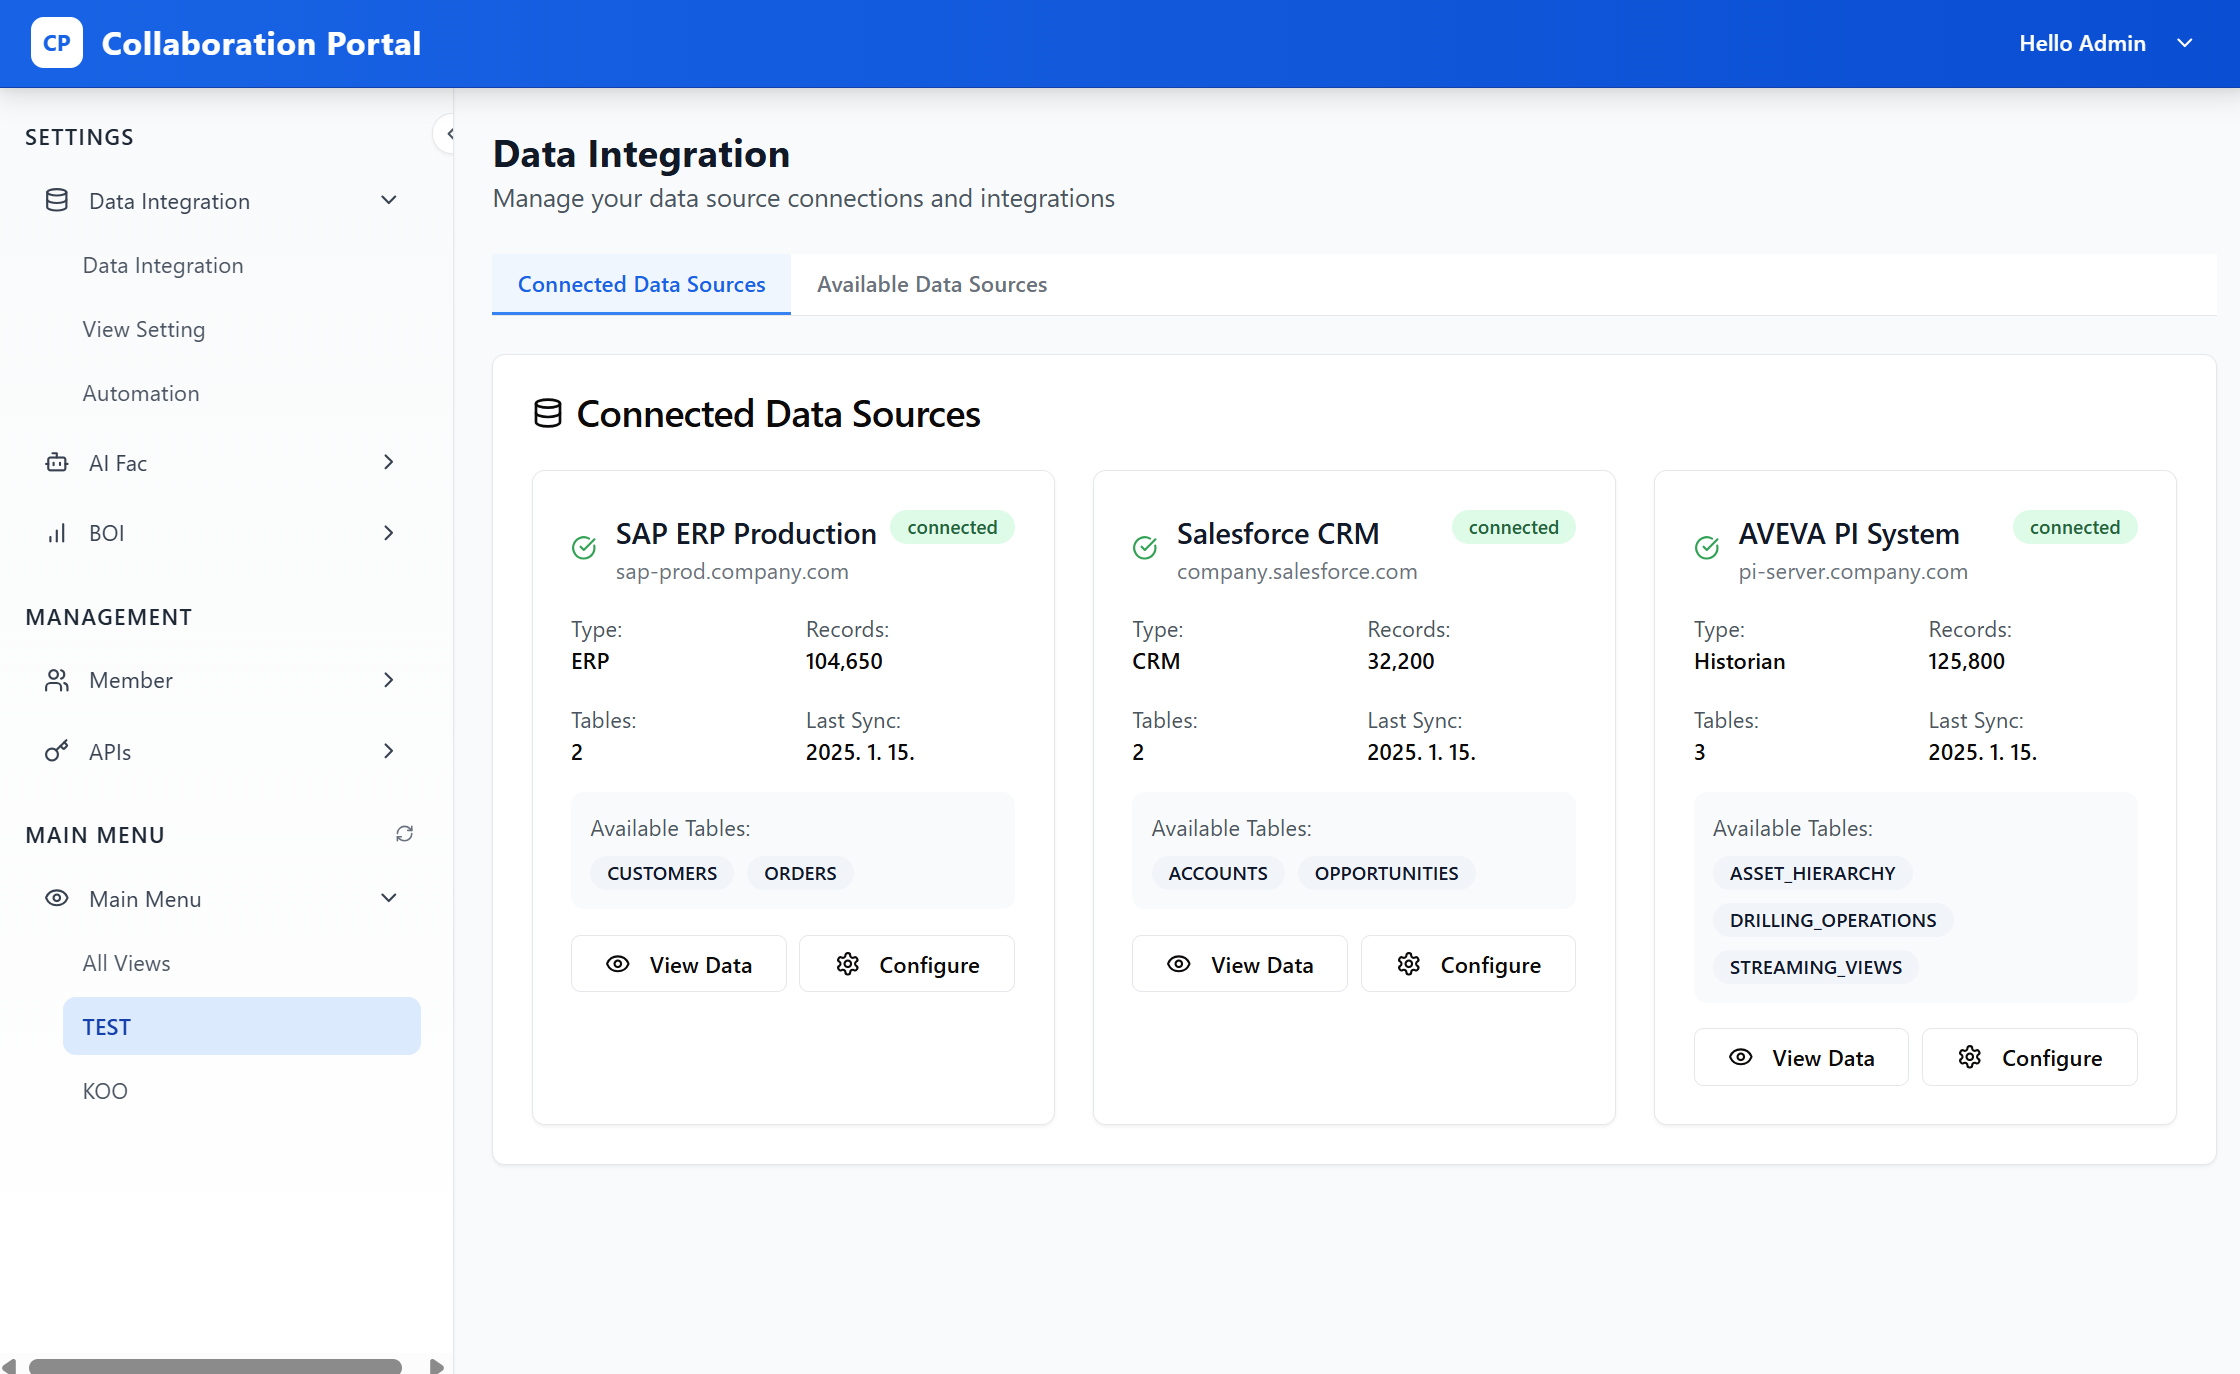 CP Collaboration Portal
Hello Admin
SETTINGS
Data Integration
Data Integration
View Setting
Automation
AI Fac
BOI
MANAGEMENT
Member
APIs
MAIN MENU
Main Menu
All Views
TEST
KOO
Data Integration
Manage your data source connections and integrations
Connected Data Sources
Available Data Sources
Connected Data Sources
SAP ERP Production
connected
sap-prod.company.com
Type:
ERP
Records:
104,650
Tables:
2
Last Sync:
2025. 1. 15.
Available Tables:
CUSTOMERS
ORDERS
View Data
Configure
Salesforce CRM
connected
company.salesforce.com
Type:
CRM
Records:
32,200
Tables:
2
Last Sync:
2025. 1. 15.
Available Tables:
ACCOUNTS
OPPORTUNITIES
View Data
Configure
AVEVA PI System
connected
pi-server.company.com
Type:
Historian
Records:
125,800
Tables:
3
Last Sync:
2025. 1. 15.
Available Tables:
ASSET_HIERARCHY
DRILLING_OPERATIONS
STREAMING_VIEWS
View Data
Configure